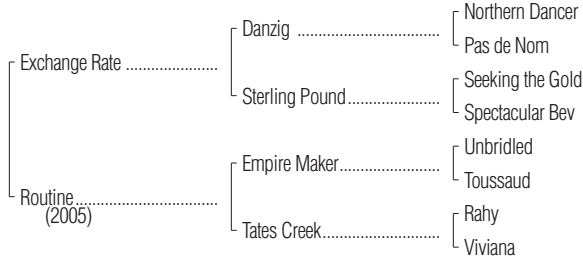 Northern Dancer
Danzig ..............................
Pas de Nom
Exchange Rate ....................
Seeking the Gold
Sterling Pound....................
Spectacular Bev
Unbridled
Empire Maker.....................
Toussaud
Routine..............................
(2005)
Rahy
Tates Creek........................
Viviana